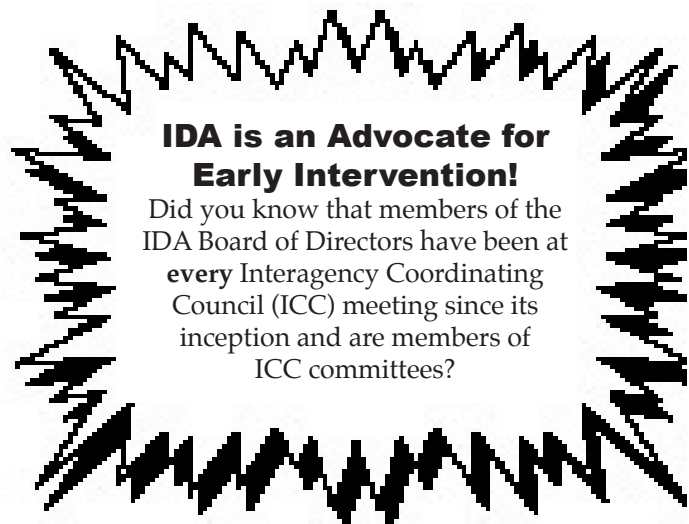 IDA is an Advocate for
Early Intervention!
Did you know that members of the
IDA Board of Directors have been at
every Interagency Coordinating
Council (ICC) meeting since its
inception and are members of
ICC committees?